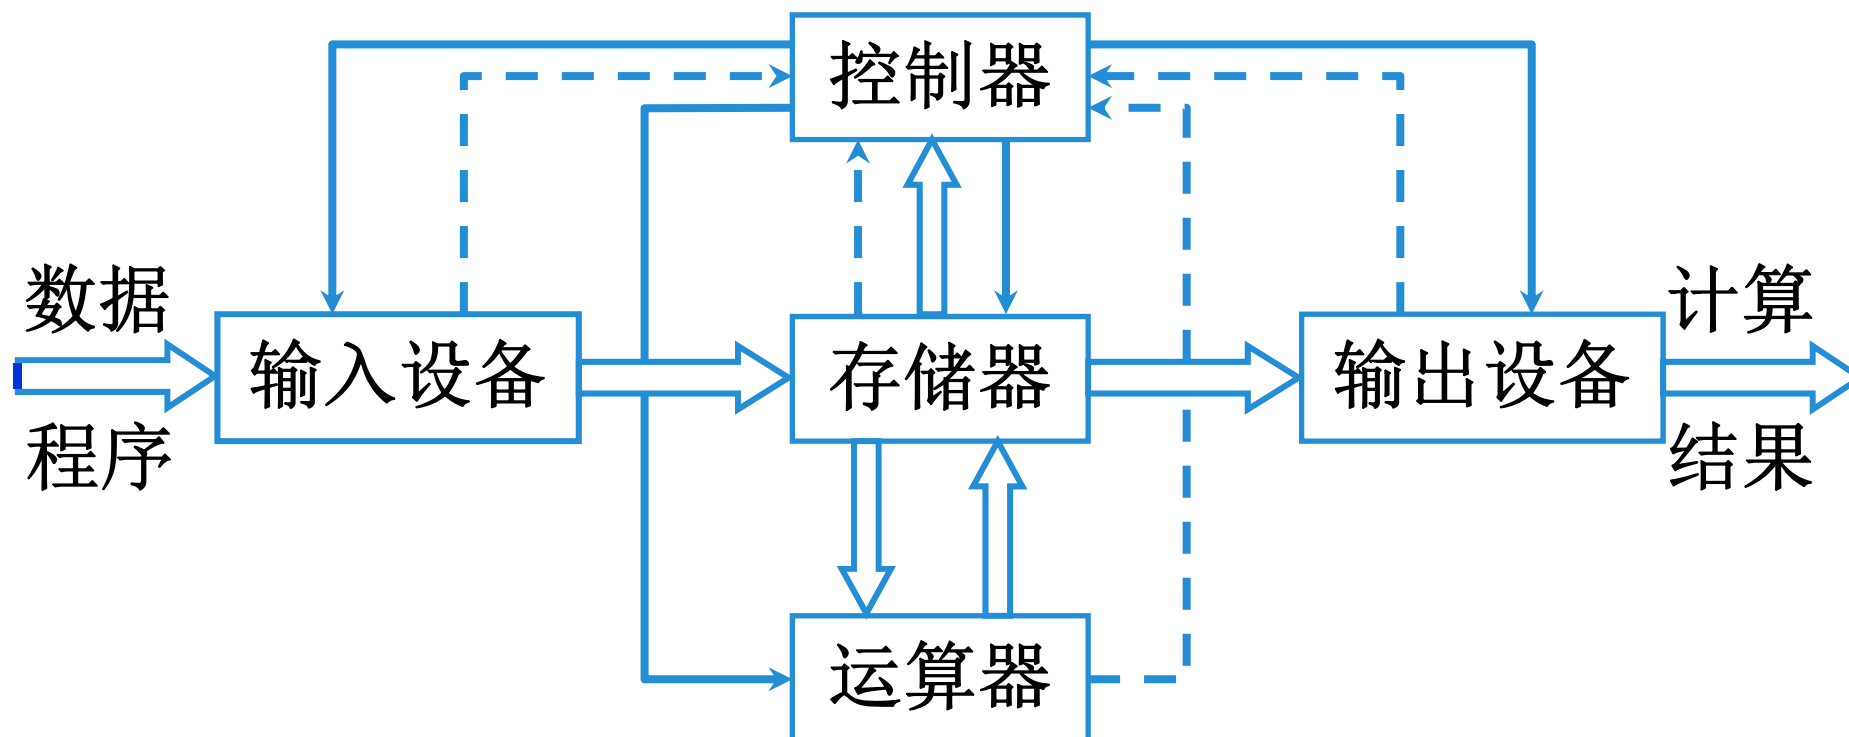 控制器
数据
程序
输入设备
存储器
输出设备
计算
结果
运算器